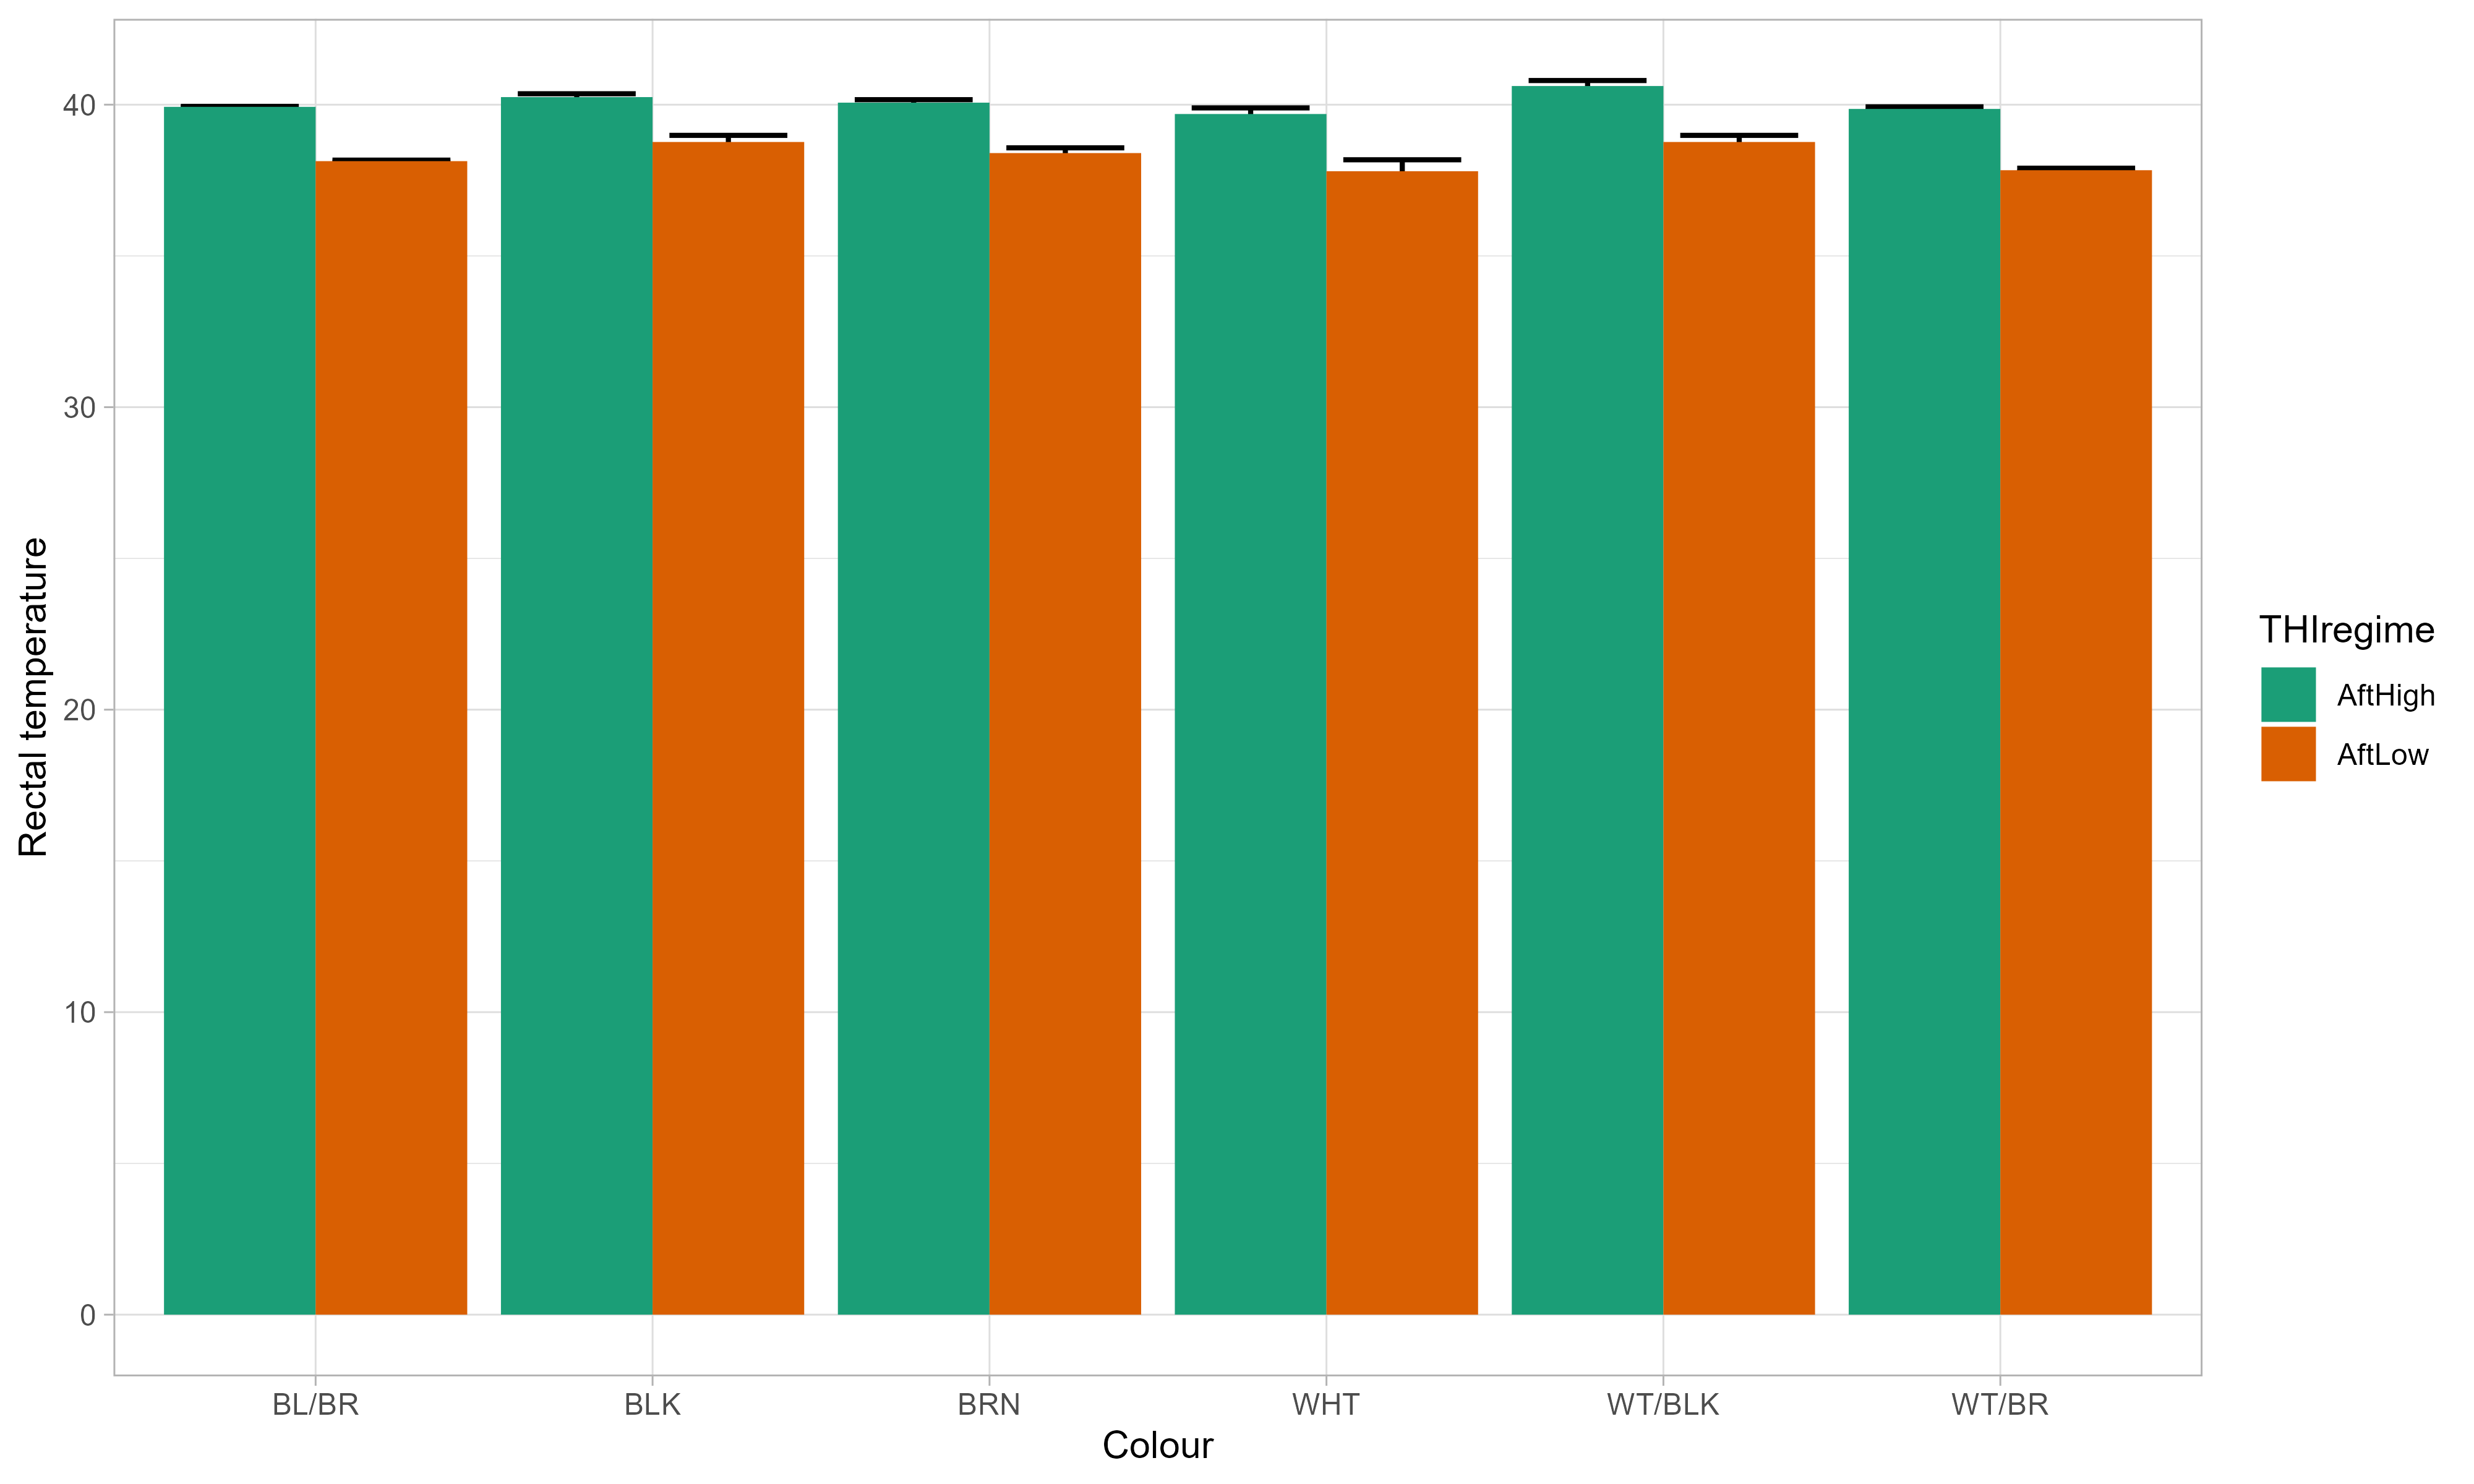 40
30
20
10
0
Rectal temperature
BL/BR
BLK
BRN
WHT
WT/BLK
WT/BR
Colour
THIregime
AftHigh
AftLow